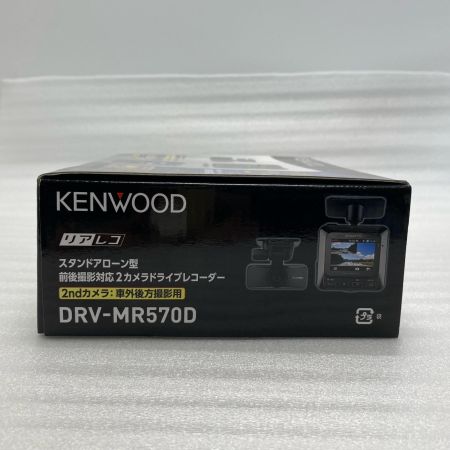 KENWOOD
リアレコ
スタンドアローン型
前後撮影対応2カメラドライブレコーダー
2ndカメラ:車外後方撮影用
DRV-MR570D